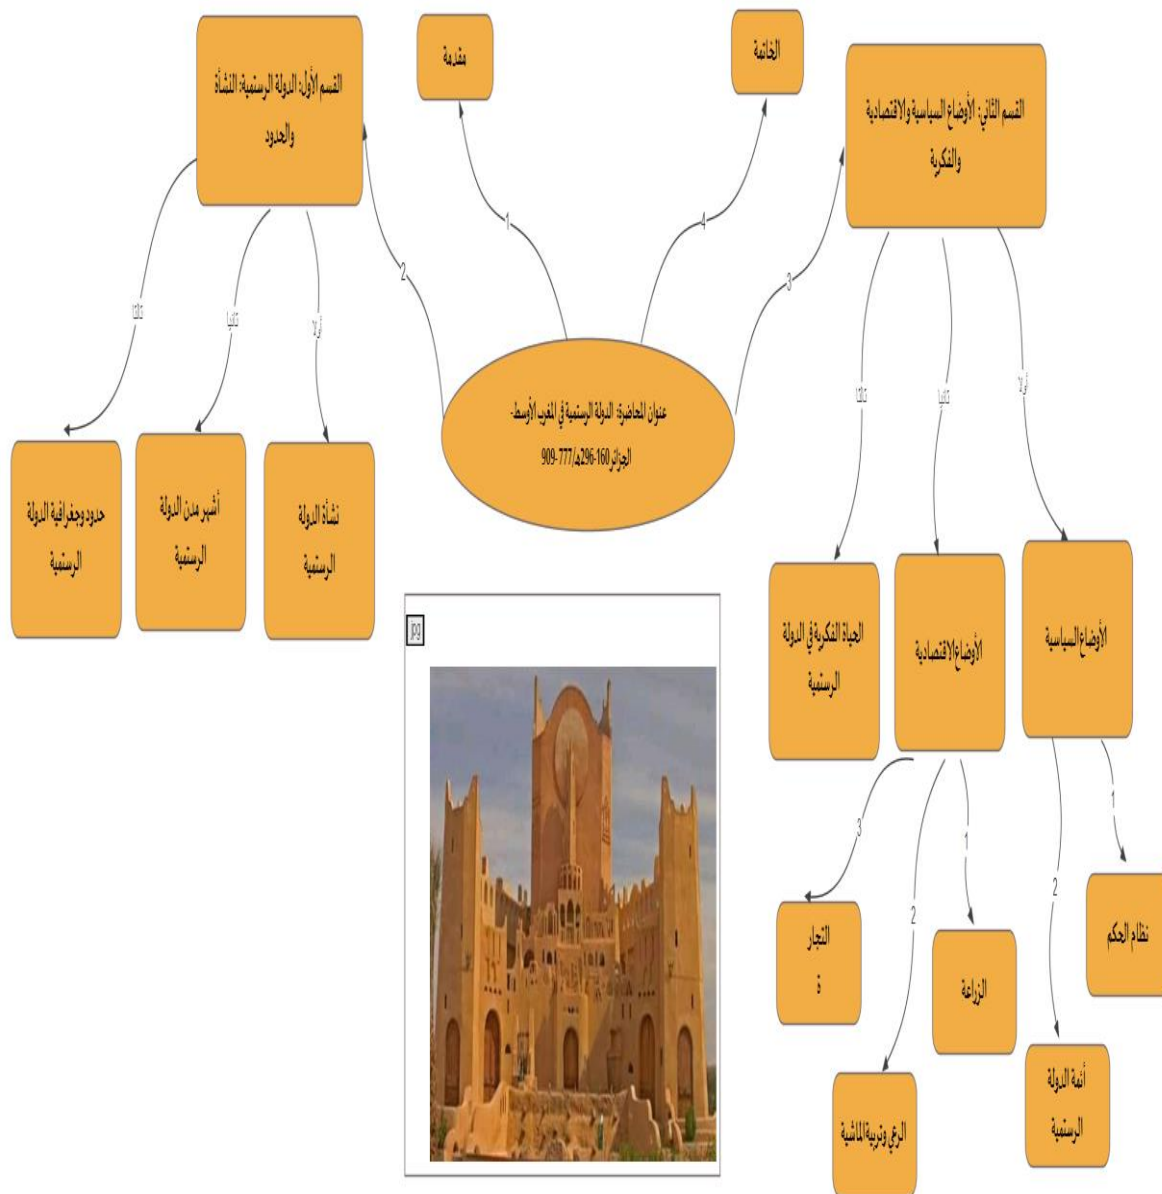 مقدمة
الخاتمة
القسم الأول: الدولة الرستمية: النشأة
والحدود
القسم الثاني: الأوضاع السياسية والاقتصادية
والفكرية
1
4
2
3
أولا
ثانيا
ثالثا
أولا
ثانيا
ثالثا
عنوان المحاضرة: الدولة الرستمية في المغرب الأوسط-
الجزائر 160-296هـ/777-909
نشأة الدولة
الرستمية
أشهر مدن الدولة
الرستمية
حدود وجغرافية الدولة
الرستمية
الأوضاع السياسية
الأوضاع الاقتصادية
الحياة الفكرية في الدولة
الرستمية
jpg
1
2
1
2
3
نظام الحكم
أئمة الدولة
الرستمية
الزراعة
الرعي وتربية الماشية
التجار
ة